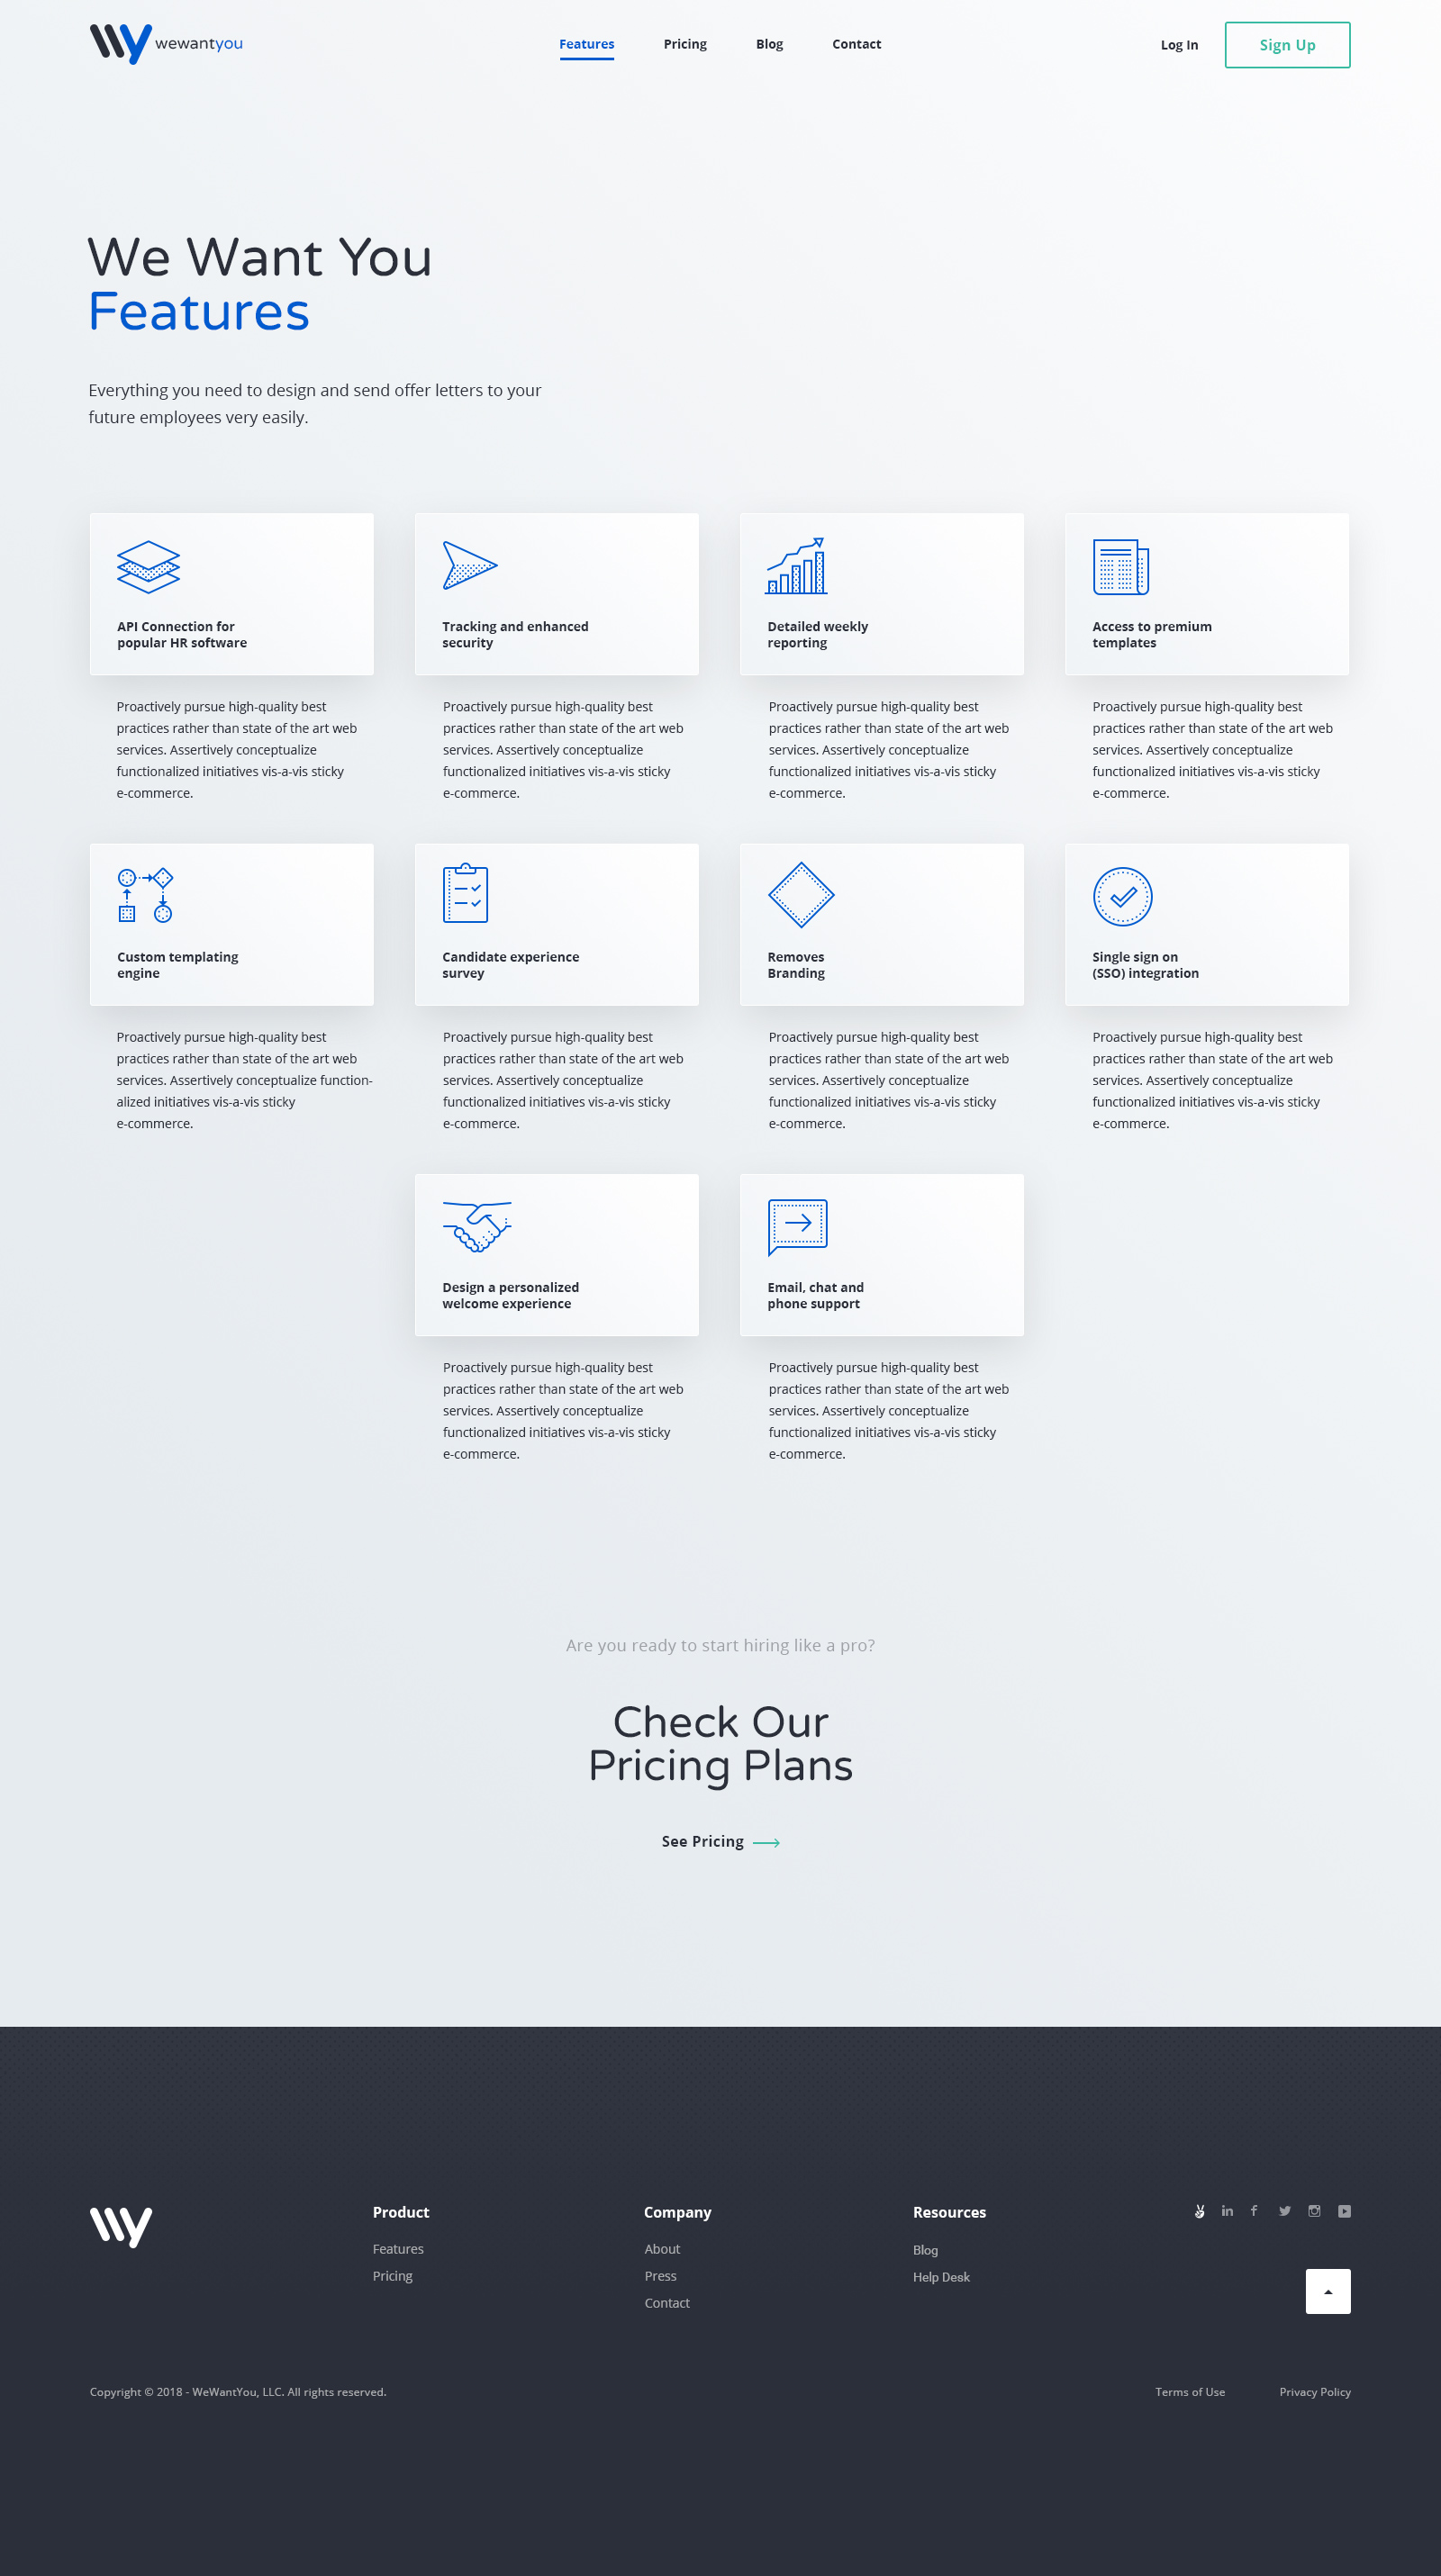 wewantyou
Features
Pricing
Blog
Contact
Log In
Sign Up
We Want You
Features
Everything you need to design and send offer letters to your
future employees very easily.
API Connection for
popular HR software
Proactively pursue high-quality best
practices rather than state of the art web
services. Assertively conceptualize
functionalized initiatives vis-a-vis sticky
e-commerce.
Tracking and enhanced
security
Proactively pursue high-quality best
practices rather than state of the art web
services. Assertively conceptualize
functionalized initiatives vis-a-vis sticky
e-commerce.
Detailed weekly
reporting
Proactively pursue high-quality best
practices rather than state of the art web
services. Assertively conceptualize
functionalized initiatives vis-a-vis sticky
e-commerce.
Access to premium
templates
Proactively pursue high-quality best
practices rather than state of the art web
services. Assertively conceptualize
functionalized initiatives vis-a-vis sticky
e-commerce.
Custom templating
engine
Proactively pursue high-quality best
practices rather than state of the art web
services. Assertively conceptualize function-
alized initiatives vis-a-vis sticky
e-commerce.
Candidate experience
survey
Proactively pursue high-quality best
practices rather than state of the art web
services. Assertively conceptualize
functionalized initiatives vis-a-vis sticky
e-commerce.
Removes
Branding
Proactively pursue high-quality best
practices rather than state of the art web
services. Assertively conceptualize
functionalized initiatives vis-a-vis sticky
e-commerce.
Single sign on
(SSO) integration
Proactively pursue high-quality best
practices rather than state of the art web
services. Assertively conceptualize
functionalized initiatives vis-a-vis sticky
e-commerce.
Design a personalized
welcome experience
Proactively pursue high-quality best
practices rather than state of the art web
services. Assertively conceptualize
functionalized initiatives vis-a-vis sticky
e-commerce.
Email, chat and
phone support
Proactively pursue high-quality best
practices rather than state of the art web
services. Assertively conceptualize
functionalized initiatives vis-a-vis sticky
e-commerce.
Are you ready to start hiring like a pro?
Check Our
Pricing Plans
See Pricing
Product
Features
Pricing
Company
About
Press
Contact
Resources
Blog
Help Desk
Copyright © 2018 - WeWantYou, LLC. All rights reserved.
Terms of Use
Privacy Policy